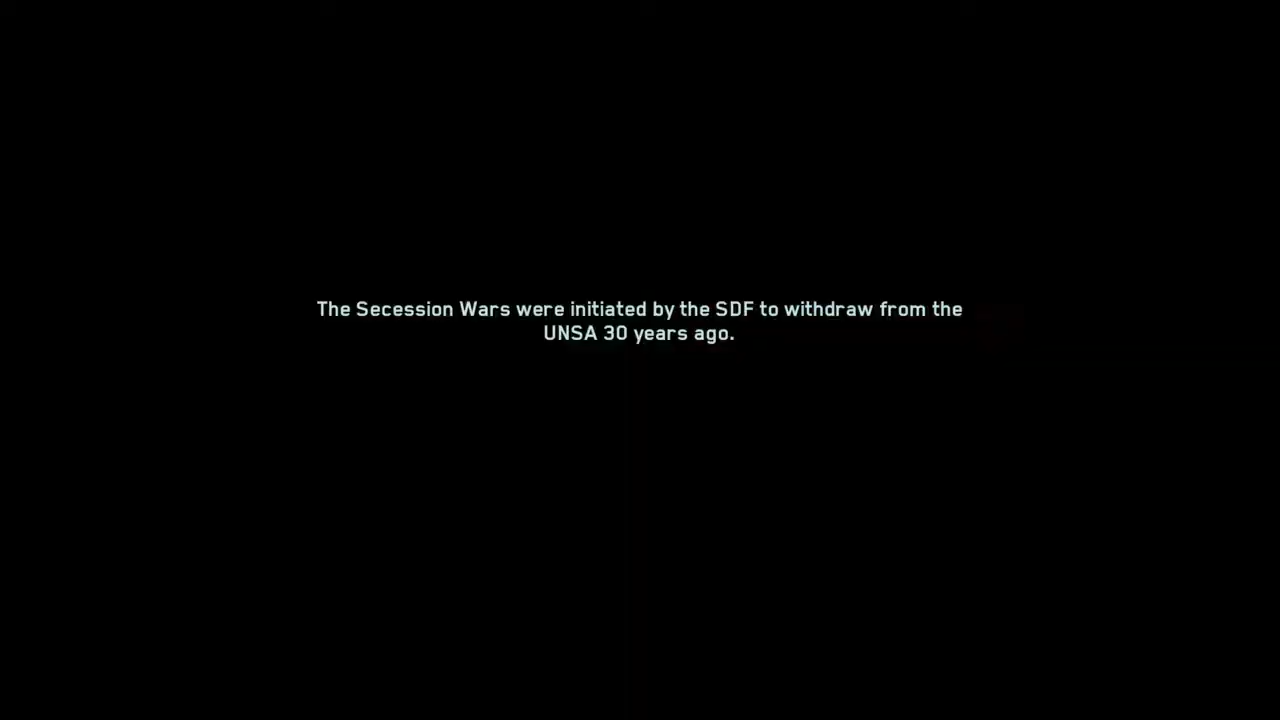 The Secession Wars were initiated by the SDF to withdraw from the
UNSA 30 years ago.